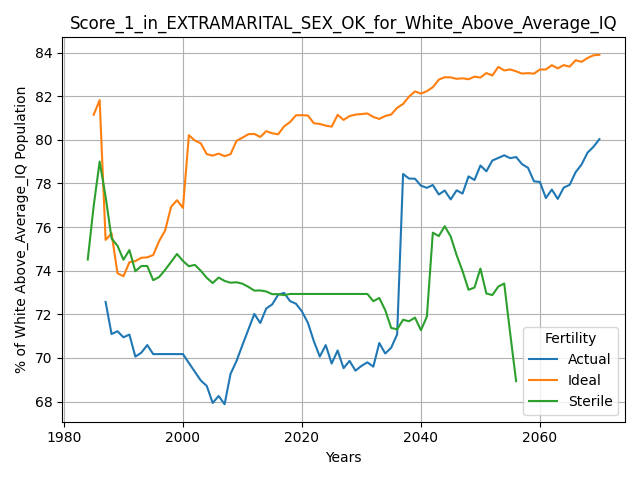 Score_1_in_EXTRAMARITAL_SEX_OK_for_White_Above_Average_IQ
% of White Above_Average_IQ Population
84
82
80
78
76
74
72
70
68
1980
2000
2020
2040
2060
Years
Fertility
Actual
Ideal
Sterile